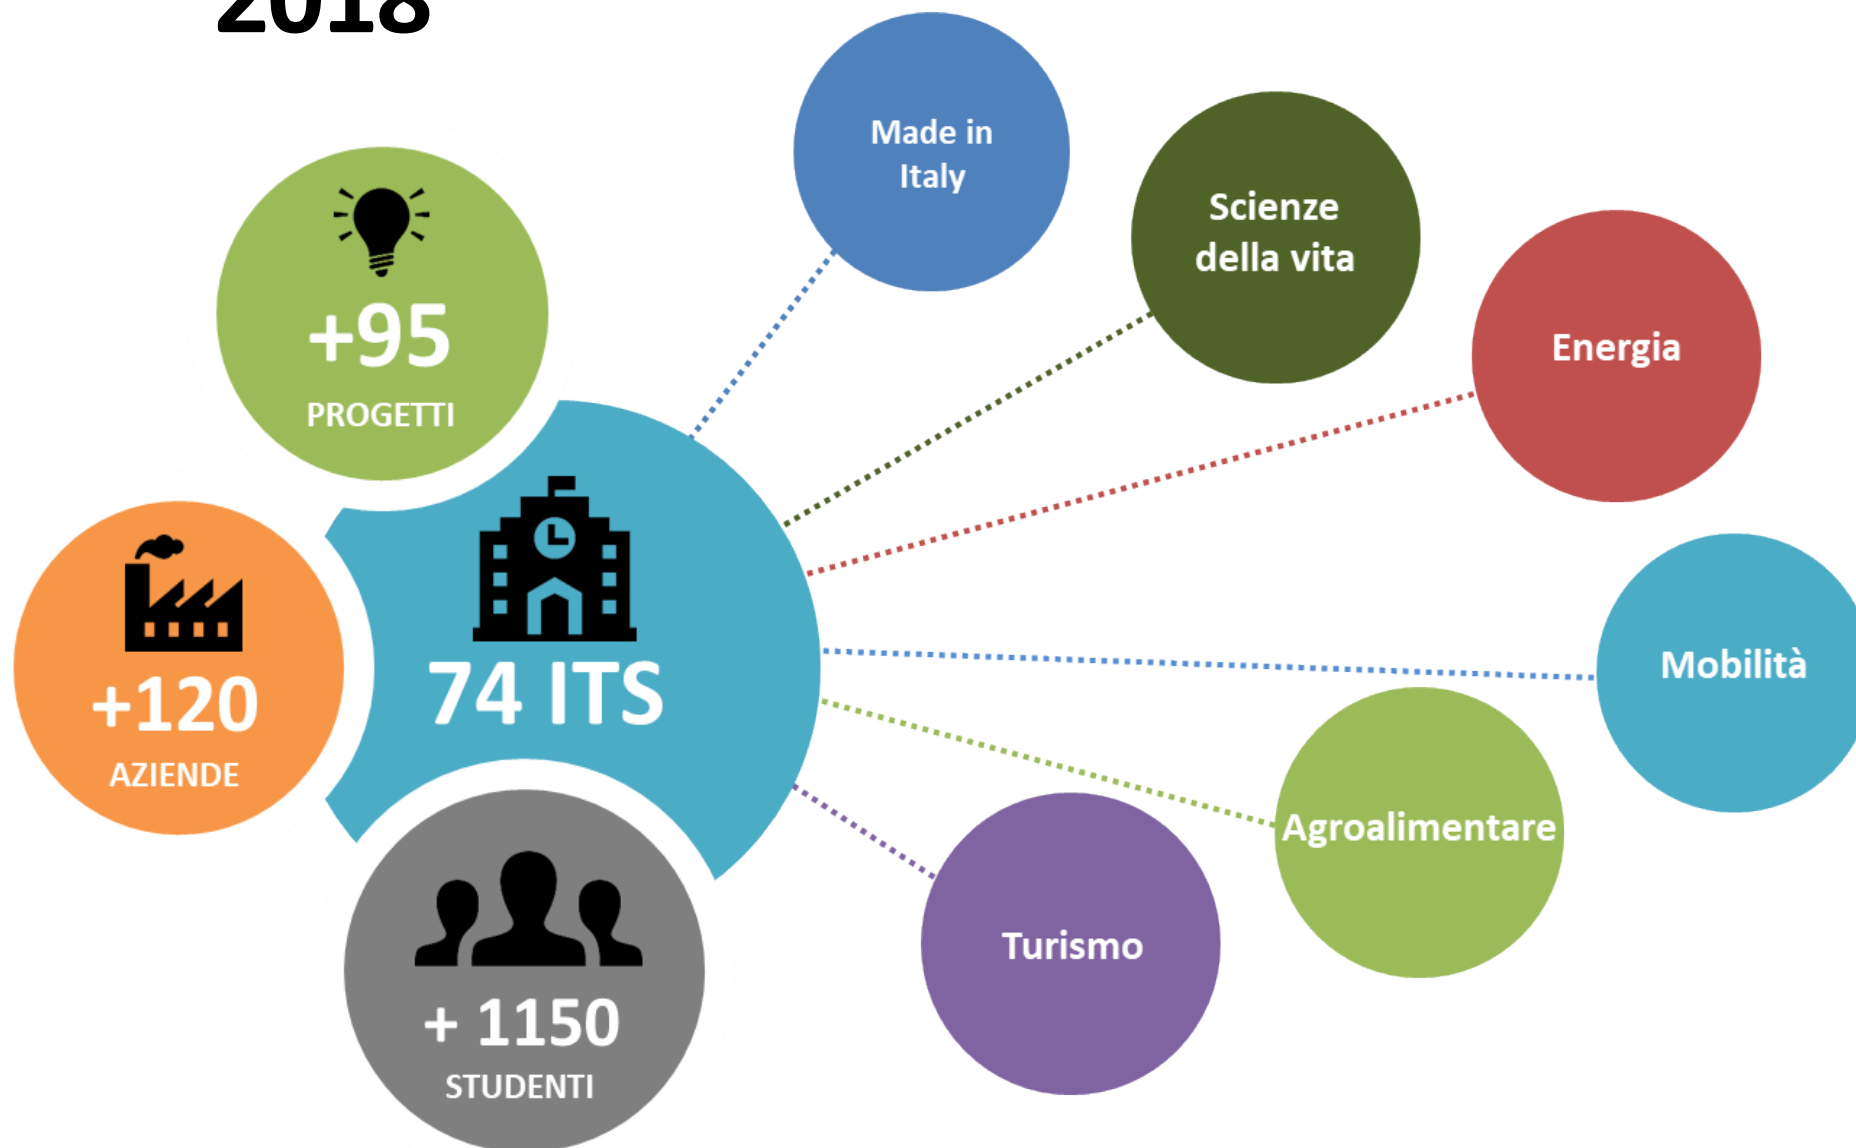 2018
+95
PROGETTI
+120
AZIENDE
74 ITS
+ 1150
STUDENTI
Made in
Italy
Scienze
della vita
Energia
Mobilità
Agroalimentare
Turismo